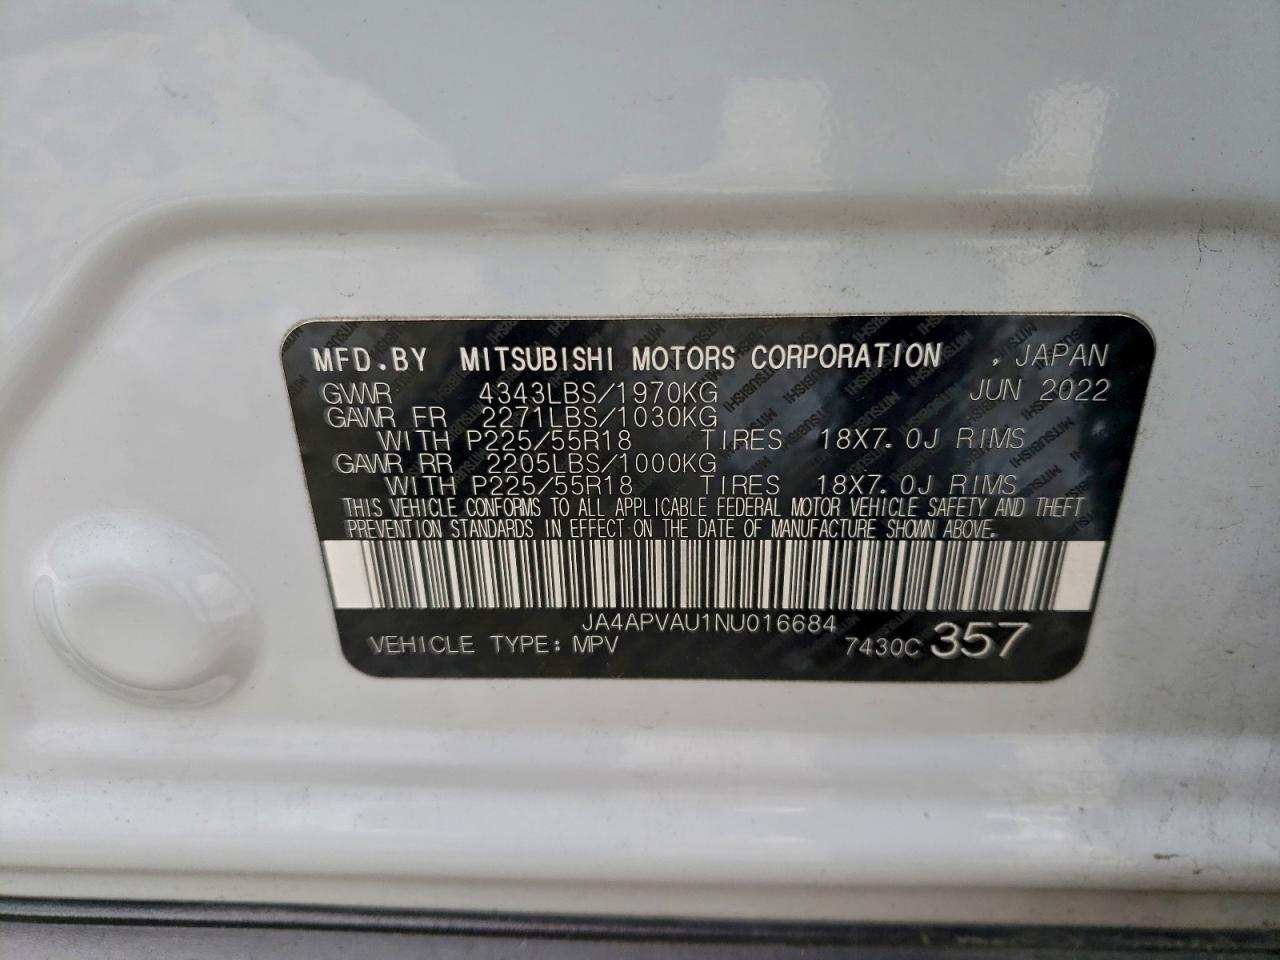 MFD.BY MITSUBISHI MOTORS CORPORATION , JAPAN
GWWR 4343LBS/1970KG JUN 2022
GAWR FR 2271LBS/1030KG
WITH P225/55R18 TIRES 18X7.0J RIMS
GAWR RR 2205LBS/1000KG
WITH P225/55R18 TIRES 18X7.0J RIMS
THIS VEHICLE CONFORMS TO ALL APPLICABLE FEDERAL MOTOR VEHICLE SAFETY AND THEFT
PREVENTION STANDARDS IN EFFECT ON THE DATE OF MANUFACTURE SHOWN ABOVE.
JA4APVAU1NU016684
VEHICLE TYPE: MPV 7430C 357